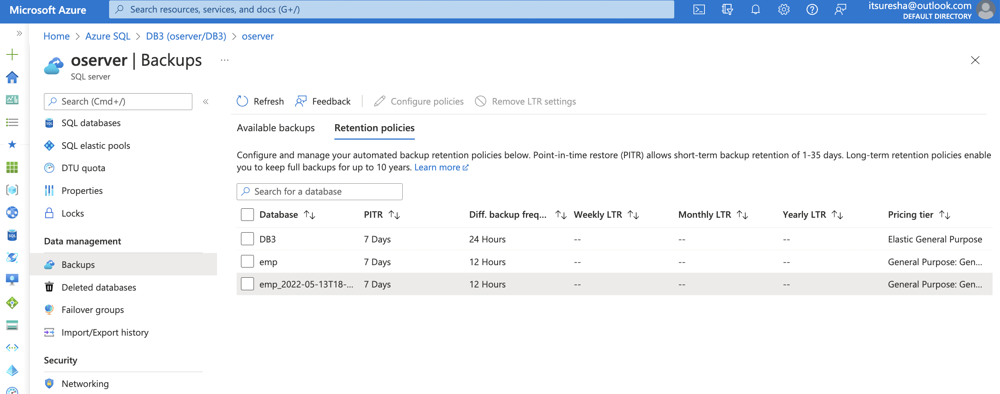 Microsoft Azure
Search resources, services, and docs (G+/)
itsuresha@outlook.com
DEFAULT DIRECTORY
Home > Azure SQL > DB3 (oserver/DB3) > oserver
oserver | Backups ...
SQL server
Search (Cmd+/)
SQL databases
SQL elastic pools
DTU quota
Properties
Locks
Data management
Backups
Deleted databases
Failover groups
Import/Export history
Security
Networking
Refresh Feedback Configure policies Remove LTR settings
Available backups Retention policies
Configure and manage your automated backup retention policies below. Point-in-time restore (PITR) allows short-term backup retention of 1-35 days. Long-term retention policies enable
you to keep full backups for up to 10 years. Learn more
Search for a database
Database PITR Diff. backup freq... Weekly LTR Monthly LTR Yearly LTR Pricing tier
DB3 7 Days 24 Hours -- -- -- Elastic General Purpose
emp 7 Days 12 Hours -- -- -- General Purpose: Gen...
emp_2022-05-13T18-... 7 Days 12 Hours -- -- -- General Purpose: Gen...